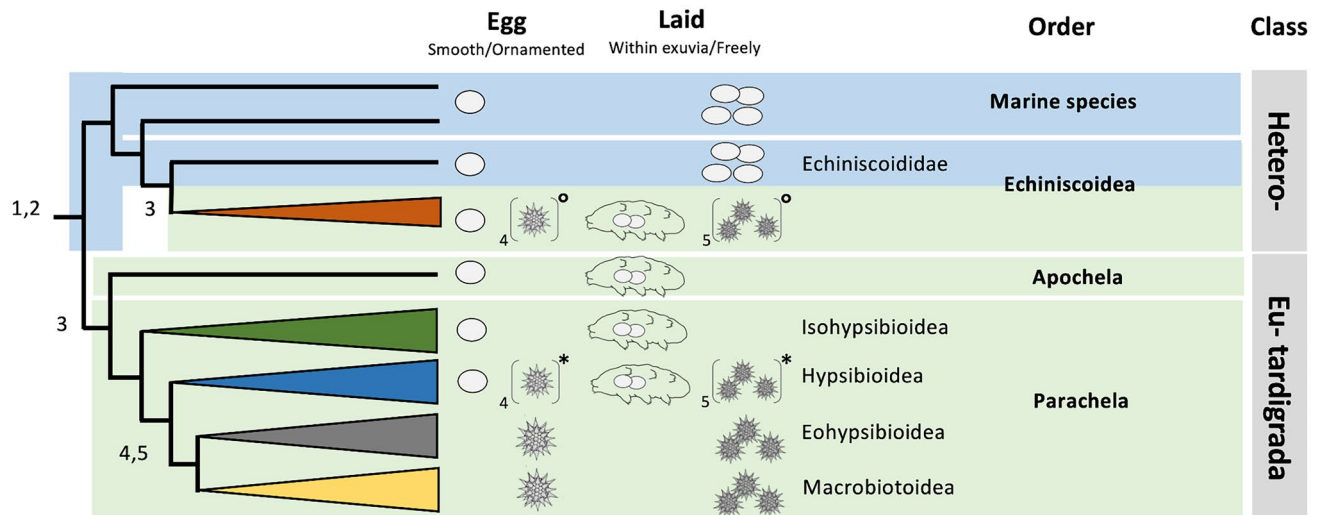 Egg
Smooth/Ornamented
Laid
Within exuvia/Freely
Order
Class
Marine species
Echiniscoididae
Echiniscoidea
1,2
3
4
°
5
°
Hetero-
Apochela
3
Isohypsibioidea
4
*
5
*
Hypsibioidea
Parachela
Eohypsibioidea
4,5
Macrobiotoidea
Eu- tardigrada